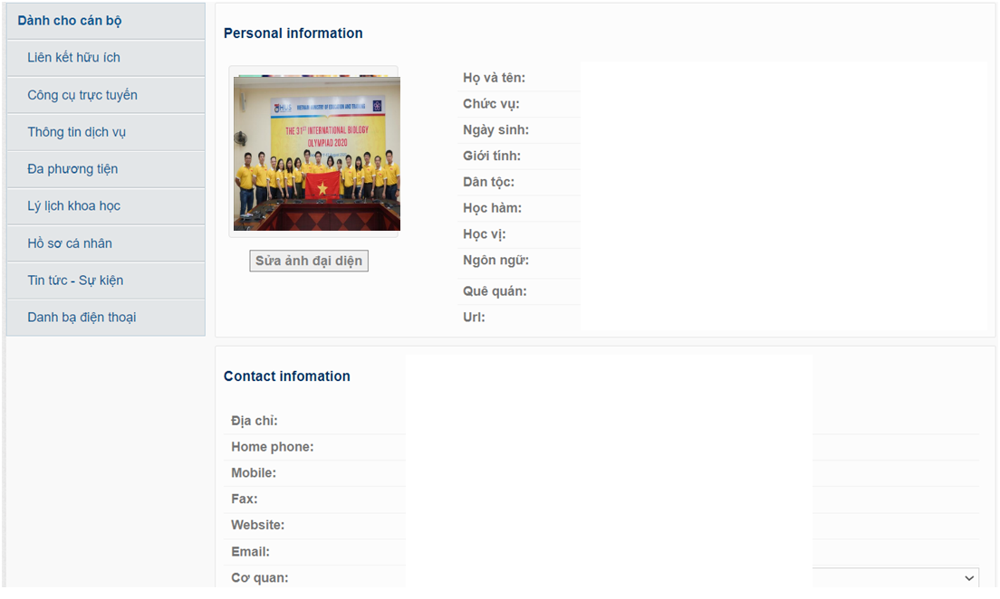 Dành cho cán bộ
Liên kết hữu ích
Công cụ trực tuyến
Thông tin dịch vụ
Đa phương tiện
Lý lịch khoa học
Hồ sơ cá nhân
Tin tức - Sự kiện
Danh bạ điện thoại
Personal information
HUS
VIETNAM MINISTRY OF EDUCATION AND TRAINING
THE 31ST INTERNATIONAL BIOLOGY
OLYMPIAD 2020
Sửa ảnh đại diện
Họ và tên:
Chức vụ:
Ngày sinh:
Giới tính:
Dân tộc:
Học hàm:
Học vị:
Ngôn ngữ:
Quê quán:
Url:
Contact infomation
Địa chỉ:
Home phone:
Mobile:
Fax:
Website:
Email:
Cơ quan: